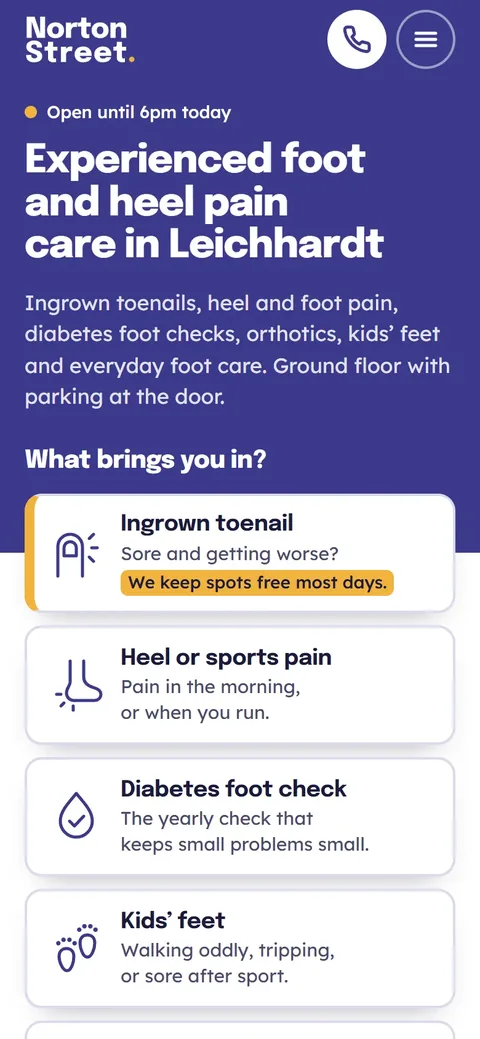 Norton
Street.
Open until 6pm today
Experienced foot
and heel pain
care in Leichhardt
Ingrown toenails, heel and foot pain,
diabetes foot checks, orthotics, kids’ feet
and everyday foot care. Ground floor with
parking at the door.
What brings you in?
Ingrown toenail
Sore and getting worse?
We keep spots free most days.
Heel or sports pain
Pain in the morning,
or when you run.
Diabetes foot check
The yearly check that
keeps small problems small.
Kids’ feet
Walking oddly, tripping,
or sore after sport.